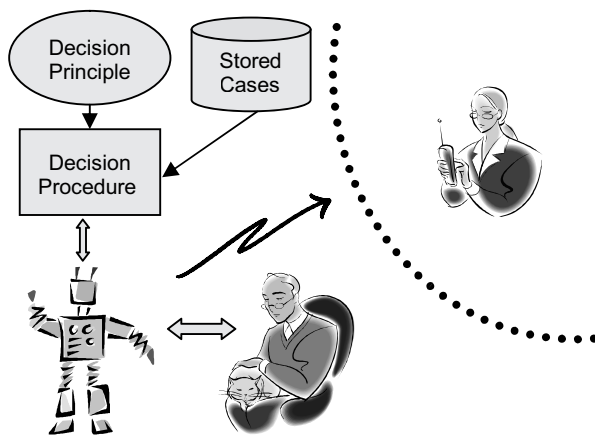 Decision
Principle
Stored
Cases
Decision
Procedure